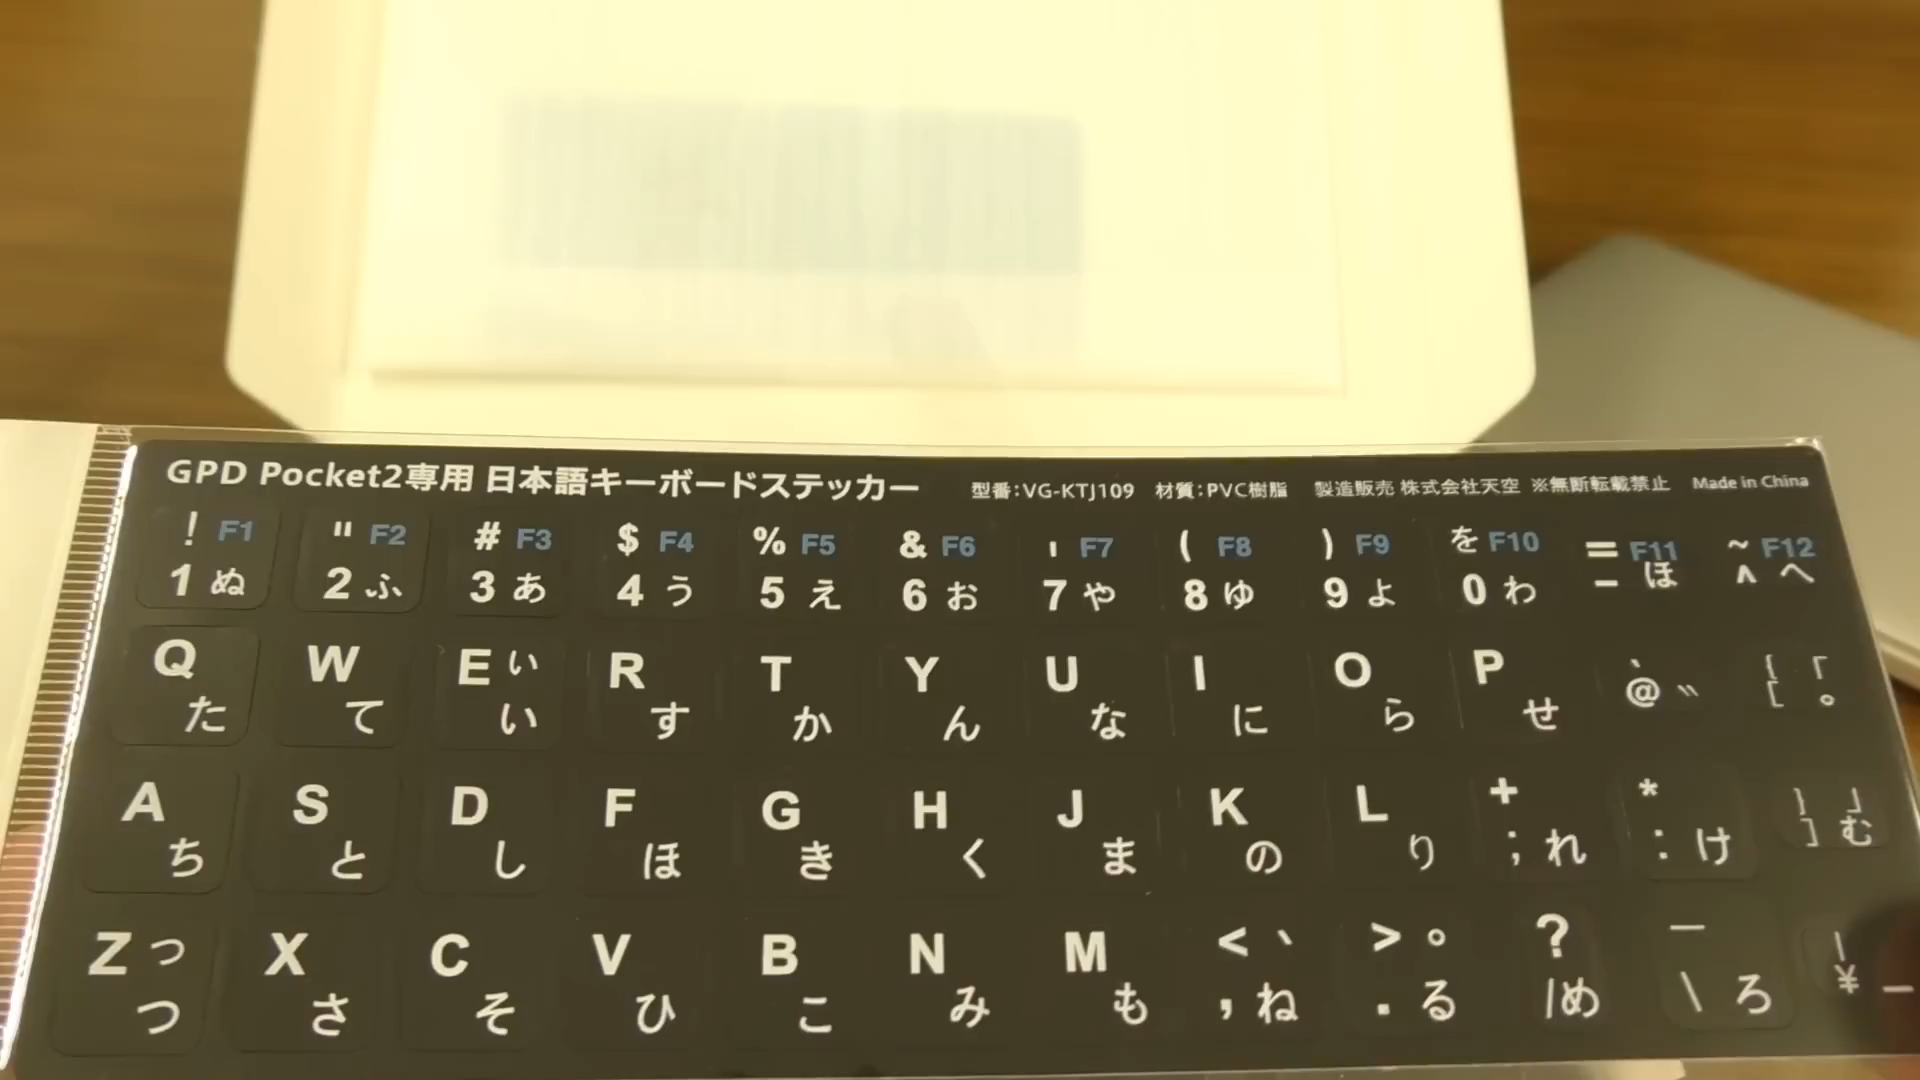 GPD Pocket2専用 日本語キーボードステッカー 型番:VG-KTJ109 材質:PVC樹脂 製造販売 株式会社天空 ※無断転載禁止 Made in China
! F1 " F2 # F3 $ F4 % F5 & F6 ' F7 ( F8 ) F9 を F10 = F11 ~ F12
1 ぬ 2 ふ 3 あ 4 う 5 え 6 お 7 や 8 ゆ 9 よ 0 わ - ほ ^ へ
Q W E い R T Y U I O P ` { 「
た て い す か ん な に ら せ @ 〃 [ 。
A S D F G H J K L + * } 」
ち と し ほ き く ま の り ; れ : け ] む
Z っ X C V B N M < 、 > 。 ? _ |
つ さ そ ひ こ み も , ね . る / め \ ろ ¥ ー